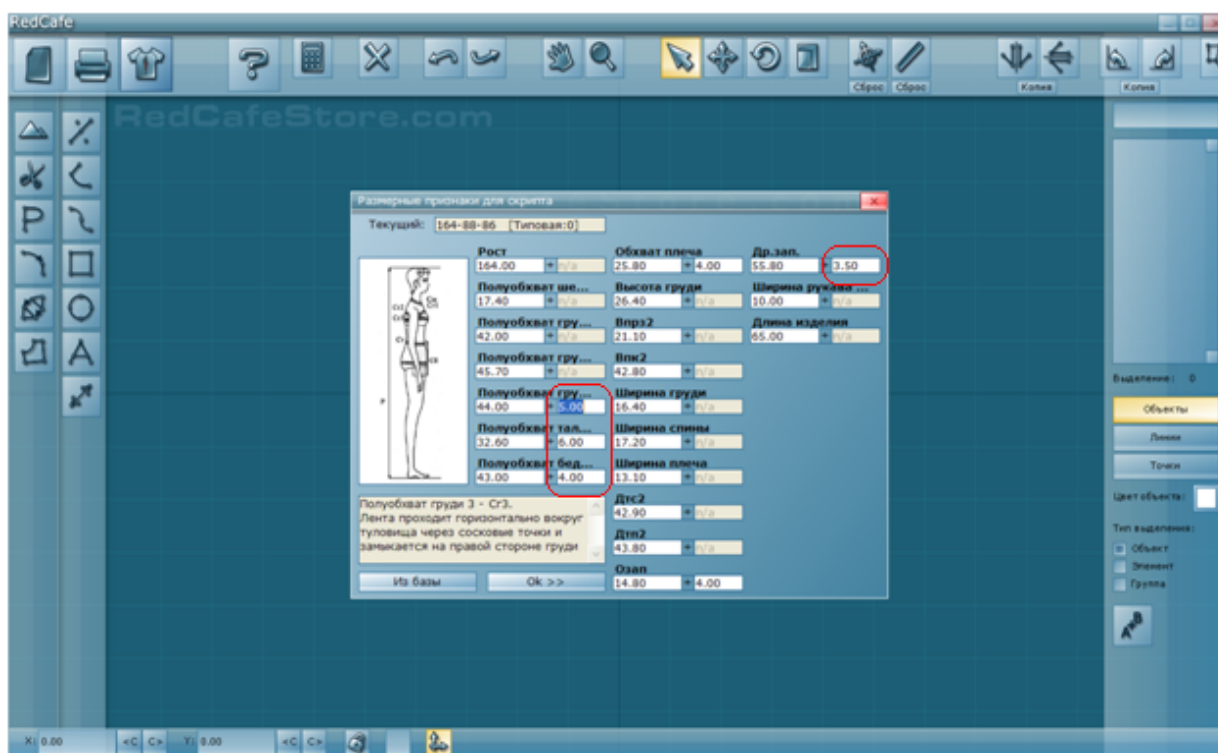 RedCafe
Сброс Сброс Копия Копия
RedCafeStore.com
Размерные признаки для скрипта
Текущий: 164-88-86 [Типовая:0]
Рост
164.00 + n/a
Полуобхват ше...
17.40 + n/a
Полуобхват гру...
42.00 + n/a
Полуобхват гру...
45.70 + n/a
Полуобхват гру...
44.00 + 5.00
Полуобхват тал...
32.60 + 6.00
Полуобхват бед...
43.00 + 4.00
Обхват плеча
25.80 + 4.00
Высота груди
26.40 + n/a
Впрз2
21.10 + n/a
Впк2
42.80 + n/a
Ширина груди
16.40 + n/a
Ширина спины
17.20 + n/a
Ширина плеча
13.10 + n/a
Дтс2
42.90 + n/a
Дтп2
43.80 + n/a
Озап
14.80 + 4.00
Др.зап.
55.80 + 3.50
Ширина рукава ...
10.00 + n/a
Длина изделия
65.00 + n/a
Полуобхват груди 3 - Сг3.
Лента проходит горизонтально вокруг
туловища через сосковые точки и
замыкается на правой стороне груди
Из базы
Ok >>
Выделение: 0
Объекты
Линии
Точки
Цвет объекта:
Тип выделения:
Объект
Элемент
Группа
X: 0.00 <C C> Y: 0.00 <C C>